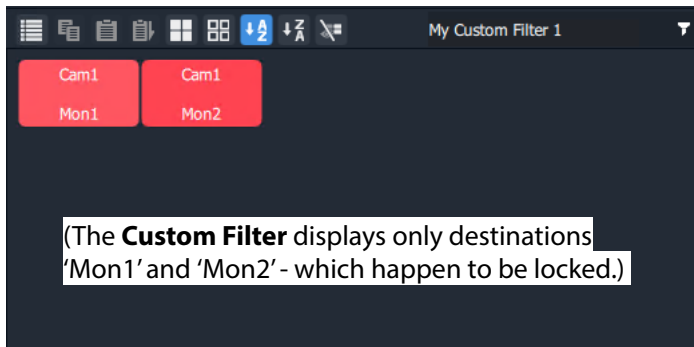 My Custom Filter 1
Cam1 Cam1
Mon1 Mon2
(The Custom Filter displays only destinations
‘Mon1’ and ‘Mon2’ - which happen to be locked.)